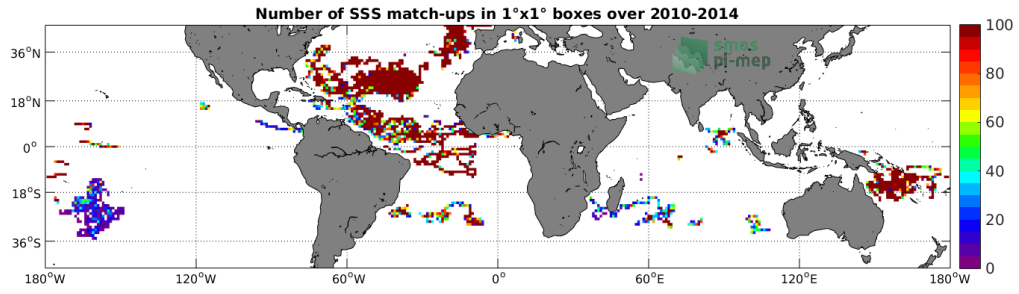 Number of SSS match-ups in 1°x1° boxes over 2010-2014
smos
pi-mep
36°N
18°N
0°
18°S
36°S
180°W
120°W
60°W
0°
60°E
120°E
180°W
100
80
60
40
20
0